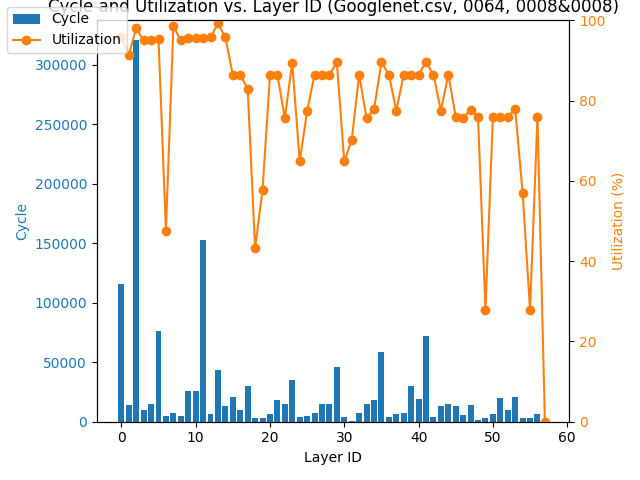 Cycle and Utilization vs. Layer ID (Googlenet.csv, 0064, 0008&0008)
Cycle
Utilization
300000
250000
200000
150000
100000
50000
0
Cycle
100
80
60
40
20
0
Utilization (%)
0 10 20 30 40 50 60
Layer ID